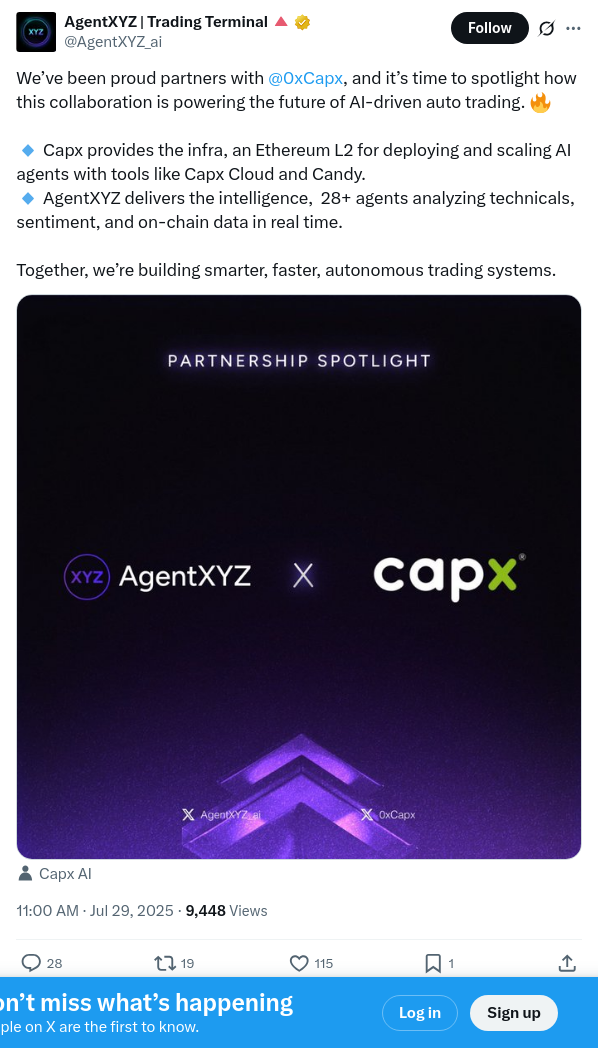 XYZ
AgentXYZ | Trading Terminal 🔺
@AgentXYZ_ai
Follow
We've been proud partners with @0xCapx, and it's time to spotlight how
this collaboration is powering the future of AI-driven auto trading. 🔥
🔹 Capx provides the infra, an Ethereum L2 for deploying and scaling AI
agents with tools like Capx Cloud and Candy.
🔹 AgentXYZ delivers the intelligence,  28+ agents analyzing technicals,
sentiment, and on-chain data in real time.
Together, we're building smarter, faster, autonomous trading systems.
PARTNERSHIP SPOTLIGHT
XYZ AgentXYZ X capx®
X AgentXYZ_ai X 0xCapx
Capx AI
11:00 AM · Jul 29, 2025 · 9,448 Views
28 19 115 1
on't miss what's happening
ple on X are the first to know.
Log in Sign up